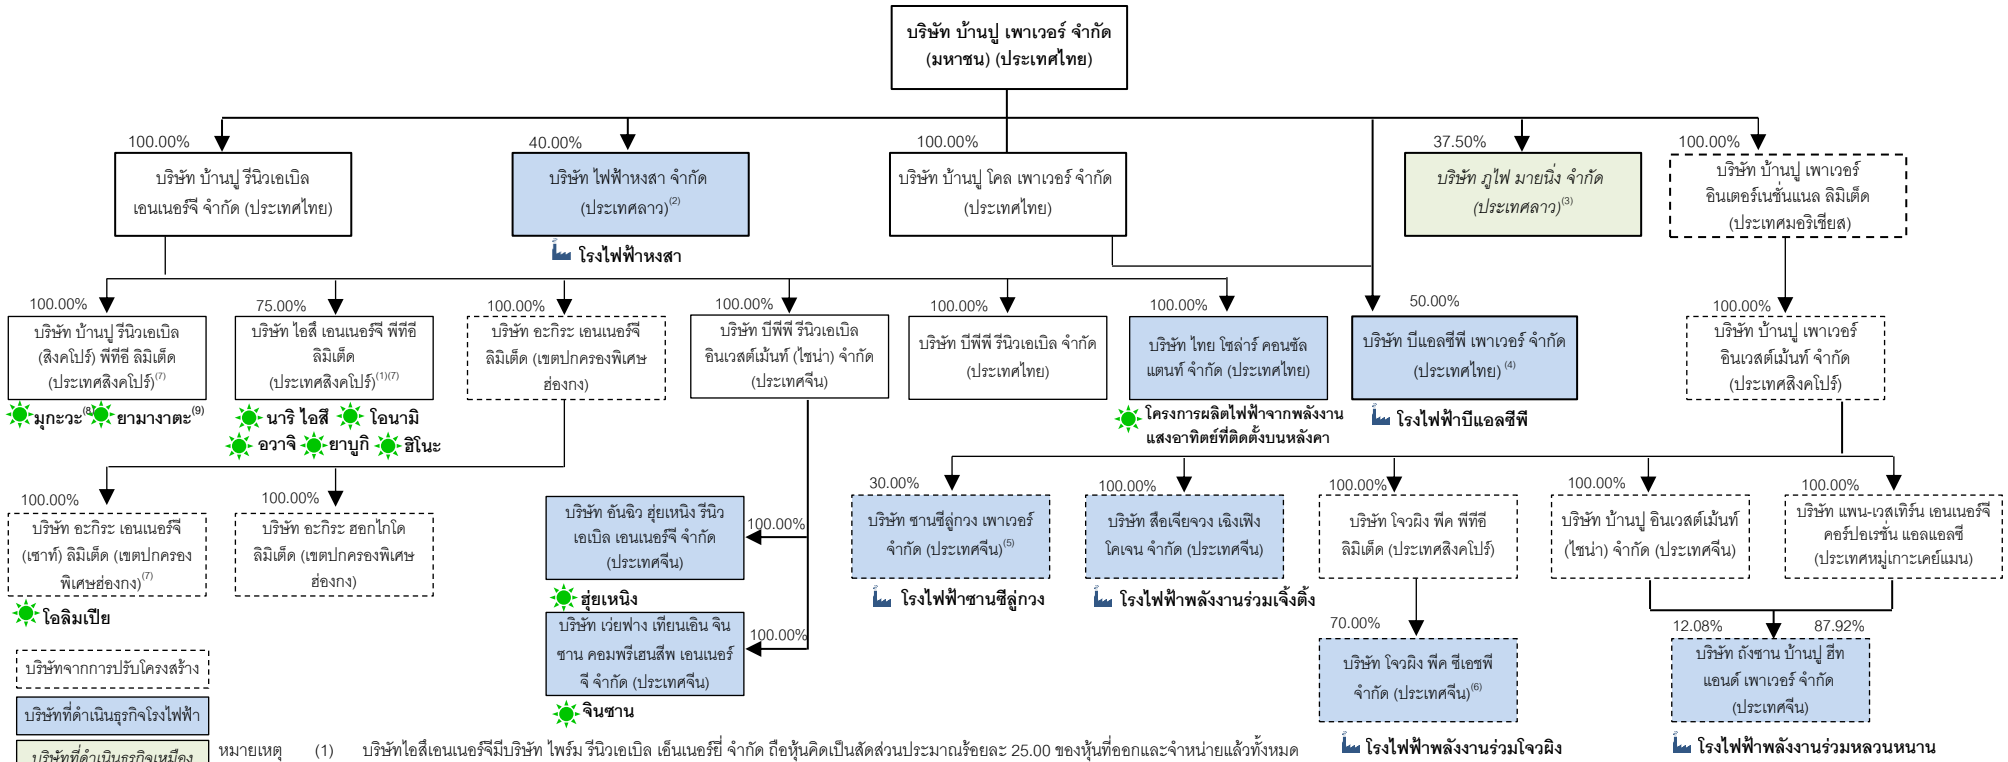 บริษัท บ้านปู เพาเวอร์ จำกัด
(มหาชน) (ประเทศไทย)
100.00%
40.00%
100.00%
37.50%
100.00%
บริษัท บ้านปู รีนิวเอเบิล
เอนเนอร์จี จำกัด (ประเทศไทย)
บริษัท ไฟฟ้าหงสา จำกัด
(ประเทศลาว)(2)
โรงไฟฟ้าหงสา
บริษัท บ้านปู โคล เพาเวอร์ จำกัด
(ประเทศไทย)
บริษัท ภูไฟ มายนิ่ง จำกัด
(ประเทศลาว)(3)
บริษัท บ้านปู เพาเวอร์
อินเตอร์เนชั่นแนล ลิมิเต็ด
(ประเทศมอริเชียส)
100.00%
75.00%
100.00%
100.00%
100.00%
100.00%
50.00%
100.00%
บริษัท บ้านปู รีนิวเอเบิล
(สิงคโปร์) พีทีอี ลิมิเต็ด
(ประเทศสิงคโปร์)(7)
มุกะวะ(8)
ยามางาตะ(9)
บริษัท ไอสึ เอนเนอร์จี พีทีอี
ลิมิเต็ด
(ประเทศสิงคโปร์)(1)(7)
นาริ ไอสึ
โอนามิ
อวาจิ
ยาบูกิ
ฮิโนะ
บริษัท อะกิระ เอนเนอร์จี
ลิมิเต็ด (เขตปกครองพิเศษ
ฮ่องกง)
บริษัท บีพีพี รีนิวเอเบิล
อินเวสต์เม้นท์ (ไชน่า) จำกัด
(ประเทศจีน)
บริษัท บีพีพี รีนิวเอเบิล จำกัด
(ประเทศไทย)
บริษัท ไทย โซล่าร์ คอนซัล
แตนท์ จำกัด (ประเทศไทย)
โครงการผลิตไฟฟ้าจากพลังงาน
แสงอาทิตย์ที่ติดตั้งบนหลังคา
บริษัท บีแอลซีพี เพาเวอร์ จำกัด
(ประเทศไทย) (4)
โรงไฟฟ้าบีแอลซีพี
บริษัท บ้านปู เพาเวอร์
อินเวสต์เม้นท์ จำกัด
(ประเทศสิงคโปร์)
100.00%
100.00%
บริษัท อะกิระ เอนเนอร์จี
(เซาท์) ลิมิเต็ด (เขตปกครอง
พิเศษฮ่องกง)(7)
โอลิมเปีย
บริษัท อะกิระ ฮอกไกโด
ลิมิเต็ด (เขตปกครองพิเศษ
ฮ่องกง)
บริษัท อันฉิว ฮุ่ยเหนิง รีนิว
เอเบิล เอนเนอร์จี จำกัด
(ประเทศจีน)
100.00%
ฮุ่ยเหนิง
บริษัท เว่ยฟาง เทียนเอิน จิน
ซาน คอมพรีเฮนสีพ เอนเนอร์
จี จำกัด (ประเทศจีน)
100.00%
จินซาน
30.00%
100.00%
100.00%
100.00%
100.00%
บริษัท ซานซีลู่กวง เพาเวอร์
จำกัด (ประเทศจีน)(5)
โรงไฟฟ้าซานซีลู่กวง
บริษัท สือเจียจวง เฉิงเฟิง
โคเจน จำกัด (ประเทศจีน)
โรงไฟฟ้าพลังงานร่วมเจิ้งติ้ง
บริษัท โจวผิง พีค พีทีอี
ลิมิเต็ด (ประเทศสิงคโปร์)
บริษัท บ้านปู อินเวสต์เม้นท์
(ไชน่า) จำกัด (ประเทศจีน)
บริษัท แพน-เวสเทิร์น เอนเนอร์จี
คอร์ปอเรชั่น แอลแอลซี
(ประเทศหมู่เกาะเคย์แมน)
70.00%
12.08%
87.92%
บริษัท โจวผิง พีค ซีเอชพี
จำกัด (ประเทศจีน)(6)
โรงไฟฟ้าพลังงานร่วมโจวผิง
บริษัท ถังซาน บ้านปู ฮีท
แอนด์ เพาเวอร์ จำกัด
(ประเทศจีน)
โรงไฟฟ้าพลังงานร่วมหลวนหนาน
บริษัทจากการปรับโครงสร้าง
บริษัทที่ดำเนินธุรกิจโรงไฟฟ้า
บริษัทที่ดำเนินธุรกิจเหมือง
หมายเหตุ (1) บริษัทไอสึเอนเนอร์จีมีบริษัท ไพร์ม รีนิวเอเบิล เอ็นเนอร์ยี่ จำกัด ถือหุ้นคิดเป็นสัดส่วนประมาณร้อยละ 25.00 ของหุ้นที่ออกและจำหน่ายแล้วทั้งหมด